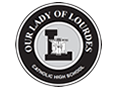 OUR LADY OF LOURDES
L
CATHOLIC HIGH SCHOOL